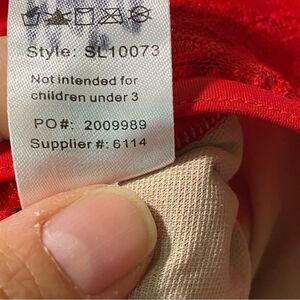 Style: SL10073
Not intended for
children under 3
PO#: 2009989
Supplier #: 6114